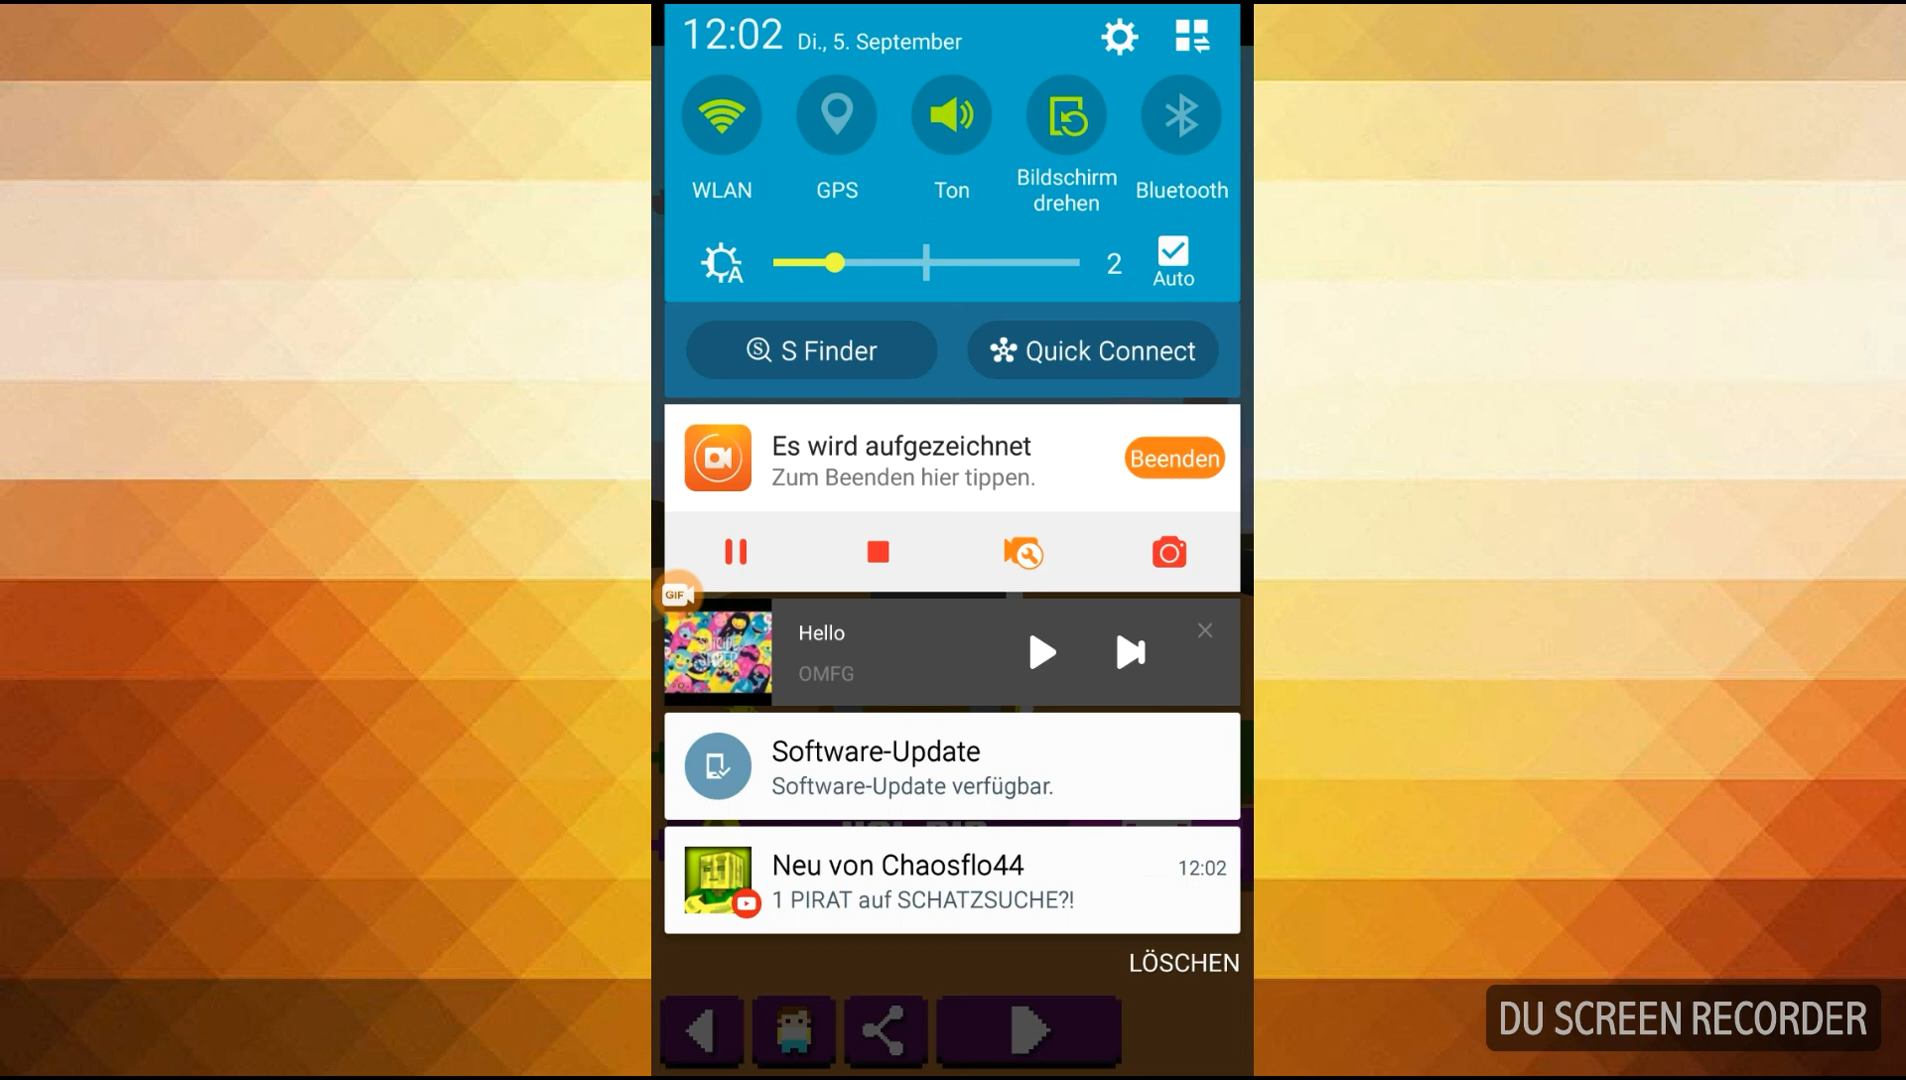 12:02 Di., 5. September
WLAN GPS Ton Bildschirm drehen Bluetooth
A 2 Auto
S Finder Quick Connect
Es wird aufgezeichnet
Zum Beenden hier tippen.
Beenden
GIF
Hello
OMFG
Software-Update
Software-Update verfügbar.
Neu von Chaosflo44 12:02
1 PIRAT auf SCHATZSUCHE?!
LÖSCHEN
DU SCREEN RECORDER